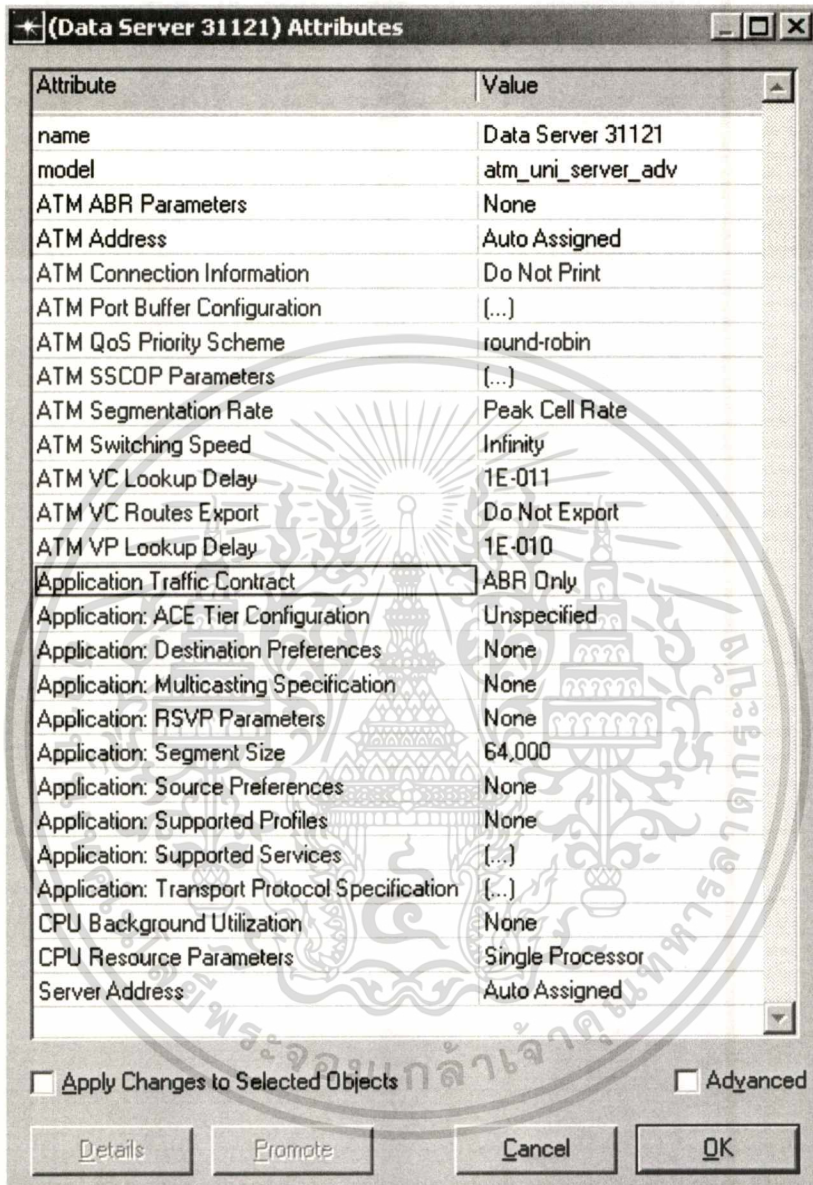 (Data Server 31121) Attributes
Attribute Value
name Data Server 31121
model atm_uni_server_adv
ATM ABR Parameters None
ATM Address Auto Assigned
ATM Connection Information Do Not Print
ATM Port Buffer Configuration (...)
ATM QoS Priority Scheme round-robin
ATM SSCOP Parameters (...)
ATM Segmentation Rate Peak Cell Rate
ATM Switching Speed Infinity
ATM VC Lookup Delay 1E-011
ATM VC Routes Export Do Not Export
ATM VP Lookup Delay 1E-010
Application Traffic Contract ABR Only
Application: ACE Tier Configuration Unspecified
Application: Destination Preferences None
Application: Multicasting Specification None
Application: RSVP Parameters None
Application: Segment Size 64,000
Application: Source Preferences None
Application: Supported Profiles None
Application: Supported Services (...)
Application: Transport Protocol Specification (...)
CPU Background Utilization None
CPU Resource Parameters Single Processor
Server Address Auto Assigned
Apply Changes to Selected Objects Advanced
Details Promote Cancel OK